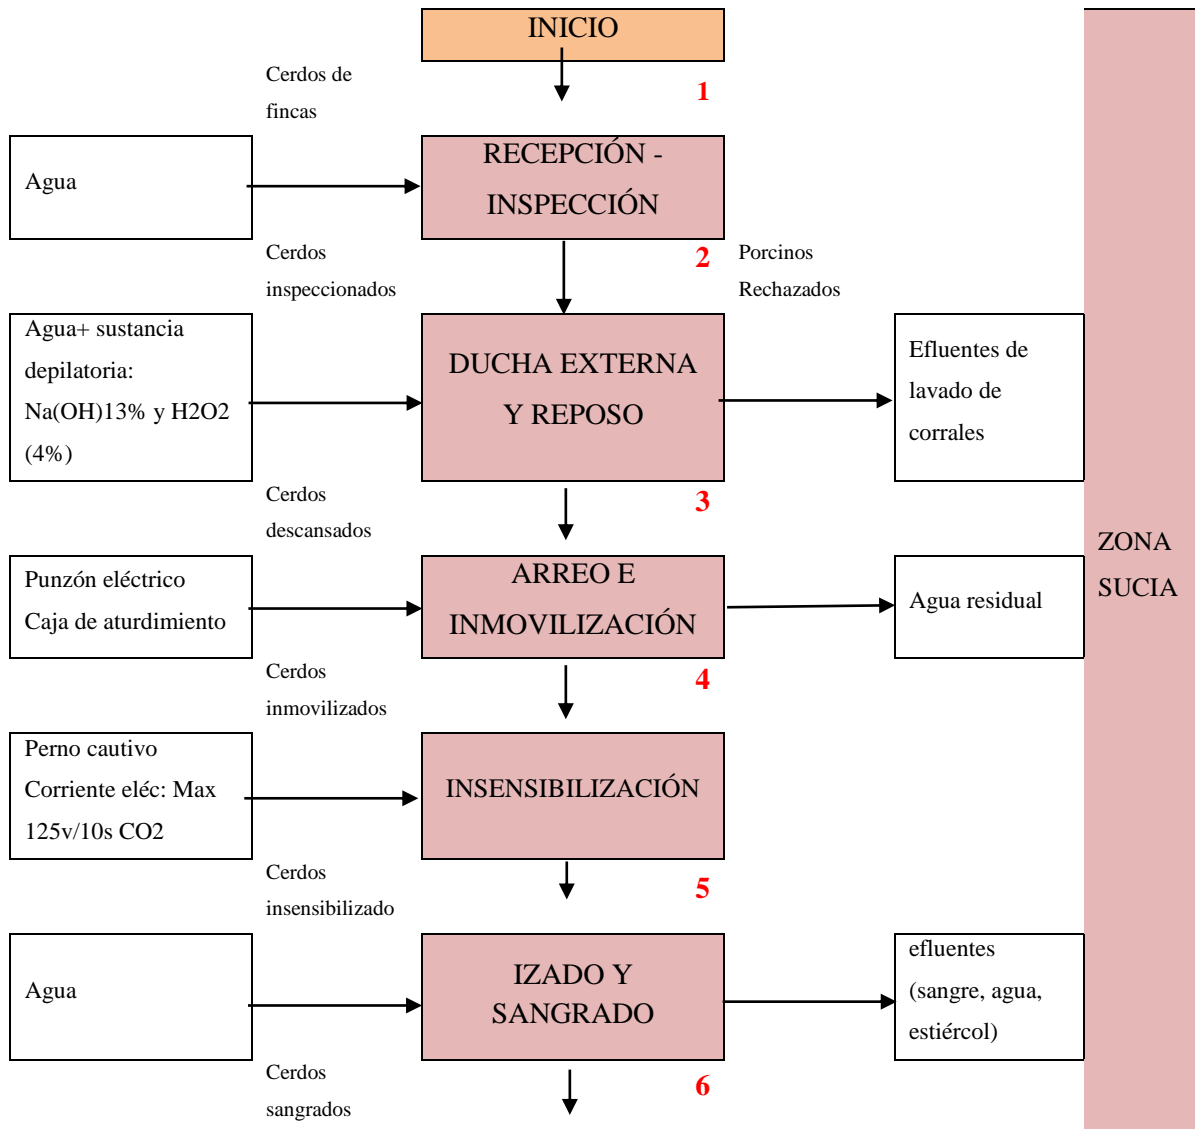 INICIO
Cerdos de
fincas
1
Agua
RECEPCIÓN -
INSPECCIÓN
Cerdos
inspeccionados
2
Porcinos
Rechazados
Agua+ sustancia
depilatoria:
Na(OH)13% y H2O2
(4%)
DUCHA EXTERNA
Y REPOSO
Efluentes de
lavado de
corrales
Cerdos
descansados
3
Punzón eléctrico
Caja de aturdimiento
ARREO E
INMOVILIZACIÓN
Agua residual
ZONA
SUCIA
Cerdos
inmovilizados
4
Perno cautivo
Corriente eléc: Max
125v/10s CO2
INSENSIBILIZACIÓN
Cerdos
insensibilizado
5
Agua
IZADO Y
SANGRADO
efluentes
(sangre, agua,
estiércol)
Cerdos
sangrados
6